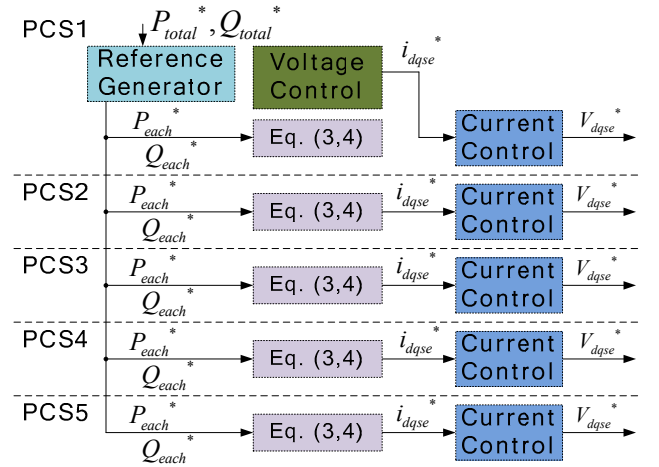 PCS1
P_total*, Q_total*
Reference
Generator
Voltage
Control
i_dqse*
P_each*
Q_each*
Eq. (3,4)
Current
Control
V_dqse*
PCS2
P_each*
Q_each*
Eq. (3,4)
i_dqse*
Current
Control
V_dqse*
PCS3
P_each*
Q_each*
Eq. (3,4)
i_dqse*
Current
Control
V_dqse*
PCS4
P_each*
Q_each*
Eq. (3,4)
i_dqse*
Current
Control
V_dqse*
PCS5
P_each*
Q_each*
Eq. (3,4)
i_dqse*
Current
Control
V_dqse*